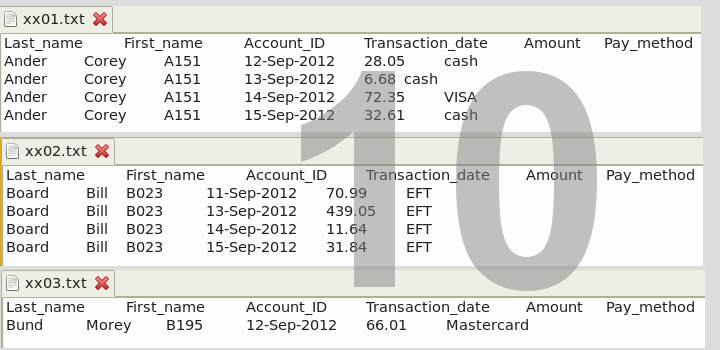 xx01.txt
Last_name First_name Account_ID Transaction_date Amount Pay_method
Ander Corey A151 12-Sep-2012 28.05 cash
Ander Corey A151 13-Sep-2012 6.68 cash
Ander Corey A151 14-Sep-2012 72.35 VISA
Ander Corey A151 15-Sep-2012 32.61 cash
xx02.txt
Last_name First_name Account_ID Transaction_date Amount Pay_method
Board Bill B023 11-Sep-2012 70.99 EFT
Board Bill B023 13-Sep-2012 439.05 EFT
Board Bill B023 14-Sep-2012 11.64 EFT
Board Bill B023 15-Sep-2012 31.84 EFT
xx03.txt
Last_name First_name Account_ID Transaction_date Amount Pay_method
Bund Morey B195 12-Sep-2012 66.01 Mastercard
10